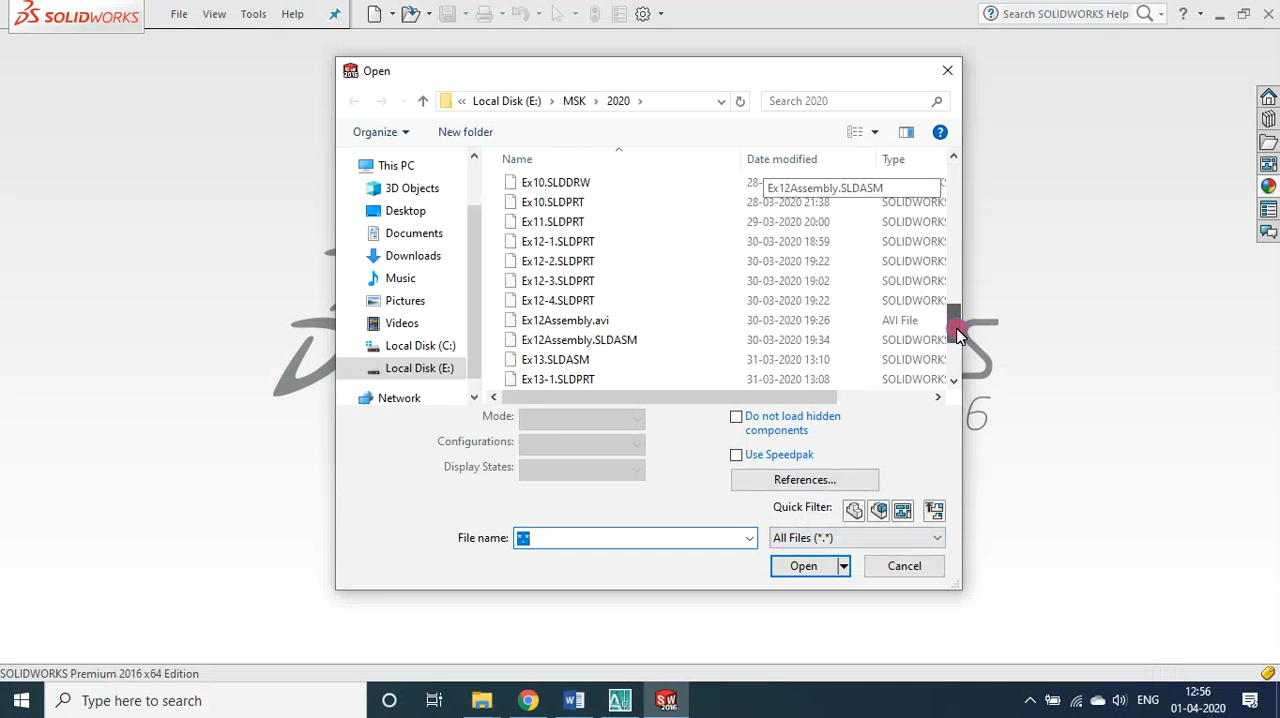 SOLIDWORKS
File View Tools Help
Search SOLIDWORKS Help
?
SW 2016
Open
« Local Disk (E:) > MSK > 2020 >
Search 2020
Organize
New folder
This PC
3D Objects
Desktop
Documents
Downloads
Music
Pictures
Videos
Local Disk (C:)
Local Disk (E:)
Network
Name Date modified Type
Ex10.SLDDRW 28-
Ex12Assembly.SLDASM
Ex10.SLDPRT 28-03-2020 21:38 SOLIDWORKS
Ex11.SLDPRT 29-03-2020 20:00 SOLIDWORKS
Ex12-1.SLDPRT 30-03-2020 18:59 SOLIDWORKS
Ex12-2.SLDPRT 30-03-2020 19:22 SOLIDWORKS
Ex12-3.SLDPRT 30-03-2020 19:02 SOLIDWORKS
Ex12-4.SLDPRT 30-03-2020 19:22 SOLIDWORKS
Ex12Assembly.avi 30-03-2020 19:26 AVI File
Ex12Assembly.SLDASM 30-03-2020 19:34 SOLIDWORKS
Ex13.SLDASM 31-03-2020 13:10 SOLIDWORKS
Ex13-1.SLDPRT 31-03-2020 13:08 SOLIDWORKS
Mode:
Configurations:
Display States:
Do not load hidden
components
Use Speedpak
References...
Quick Filter:
File name: *.*
All Files (*.*)
Open
Cancel
S
6
SOLIDWORKS Premium 2016 x64 Edition
Type here to search
SW 2016
ENG
12:56
01-04-2020